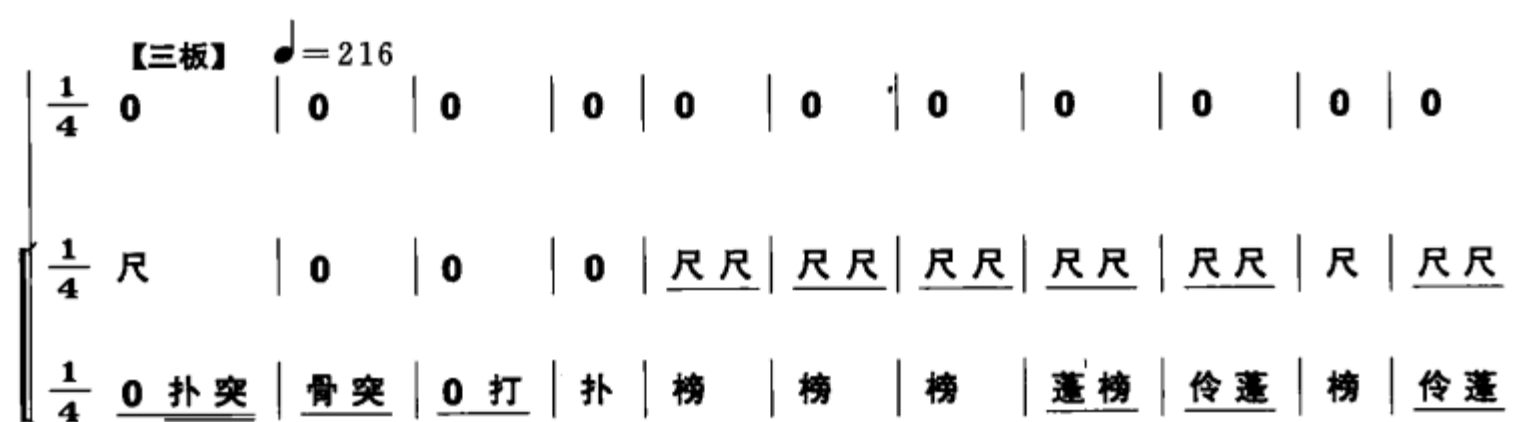 【三板】 ♩=216
1/4 0 | 0 | 0 | 0 | 0 | 0 | 0 | 0 | 0 | 0 | 0
1/4 尺 | 0 | 0 | 0 | 尺 尺 | 尺 尺 | 尺 尺 | 尺 尺 | 尺 尺 | 尺 | 尺 尺
1/4 0 扑 突 | 骨 突 | 0 打 | 扑 | 榜 | 榜 | 榜 | 蓬 榜 | 伶 蓬 | 榜 | 伶 蓬